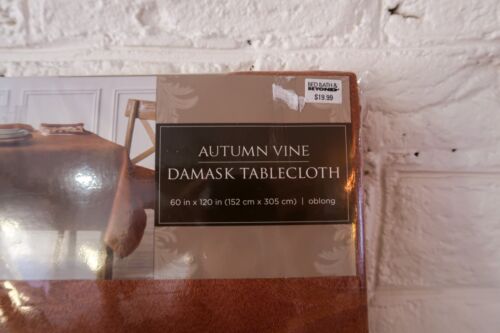 BED BATH &
BEYOND
$19.99
AUTUMN VINE
DAMASK TABLECLOTH
60 in x 120 in (152 cm x 305 cm) | oblong